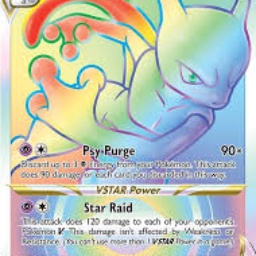 Psy Purge 90×
Discard up to 3 Energy from your Pokémon. This attack
does 90 damage for each card you discarded in this way.
VSTAR Power
Star Raid
This attack does 120 damage to each of your opponent's
Pokémon V. This damage isn't affected by Weakness or
Resistance. (You can't use more than 1 VSTAR Power in a game.)